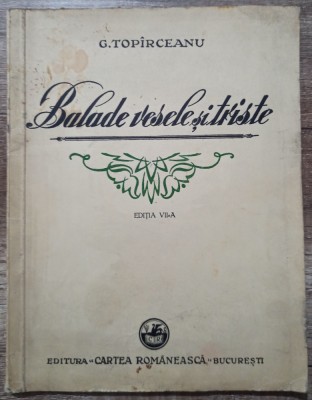 G. TOPÎRCEANU
Balade vesele și triste
EDIȚIA VII-A
EDITURA „CARTEA ROMÂNEASCĂ„ BUCUREȘTI